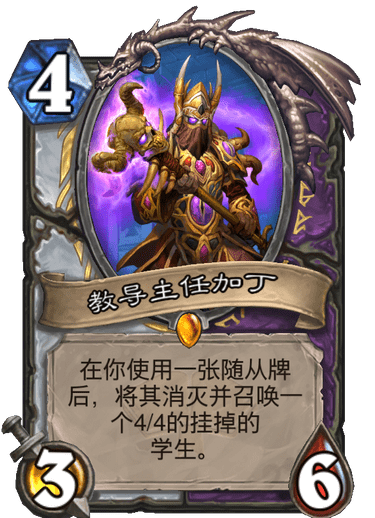 4
教导主任加丁
在你使用一张随从牌
后，将其消灭并召唤一
个4/4的挂掉的
学生。
3
6